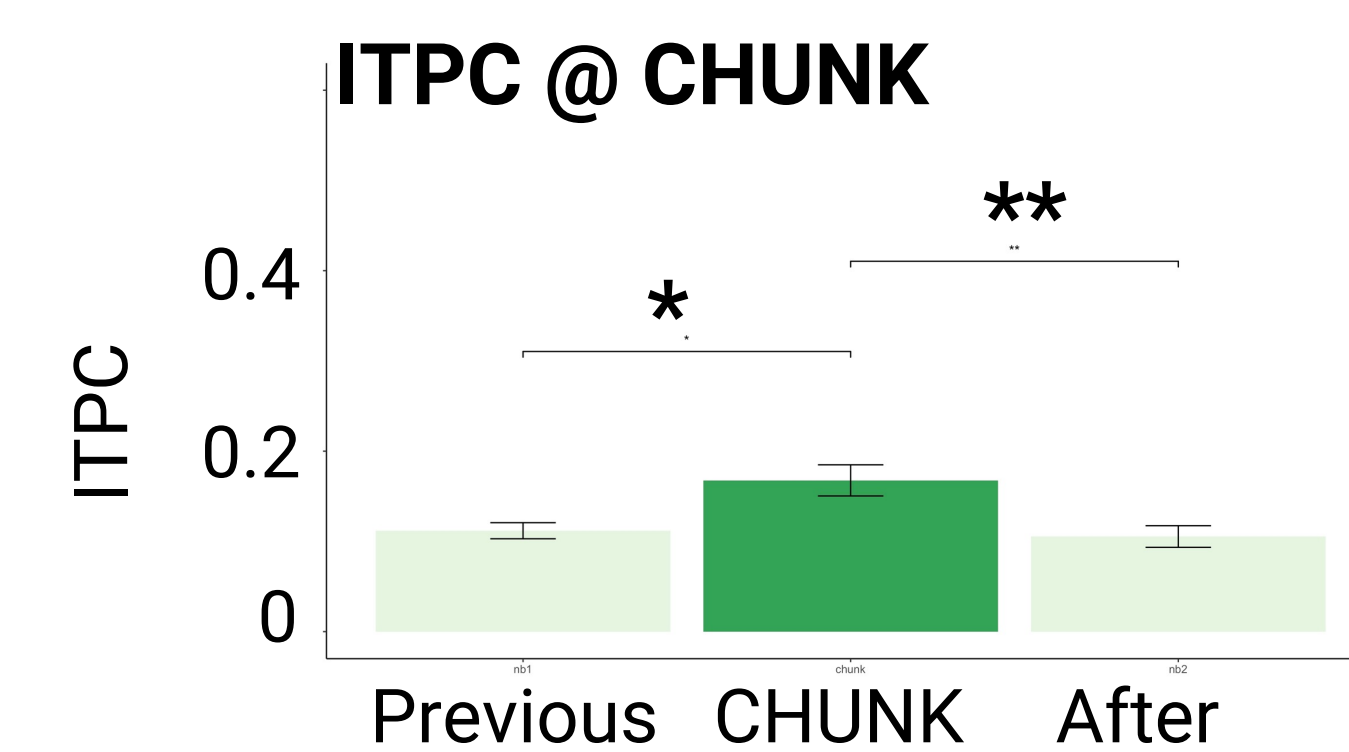 ITPC @ CHUNK
**
**
0.4
*
*
ITPC
0.2
0
nb1 chunk nb2
Previous CHUNK After